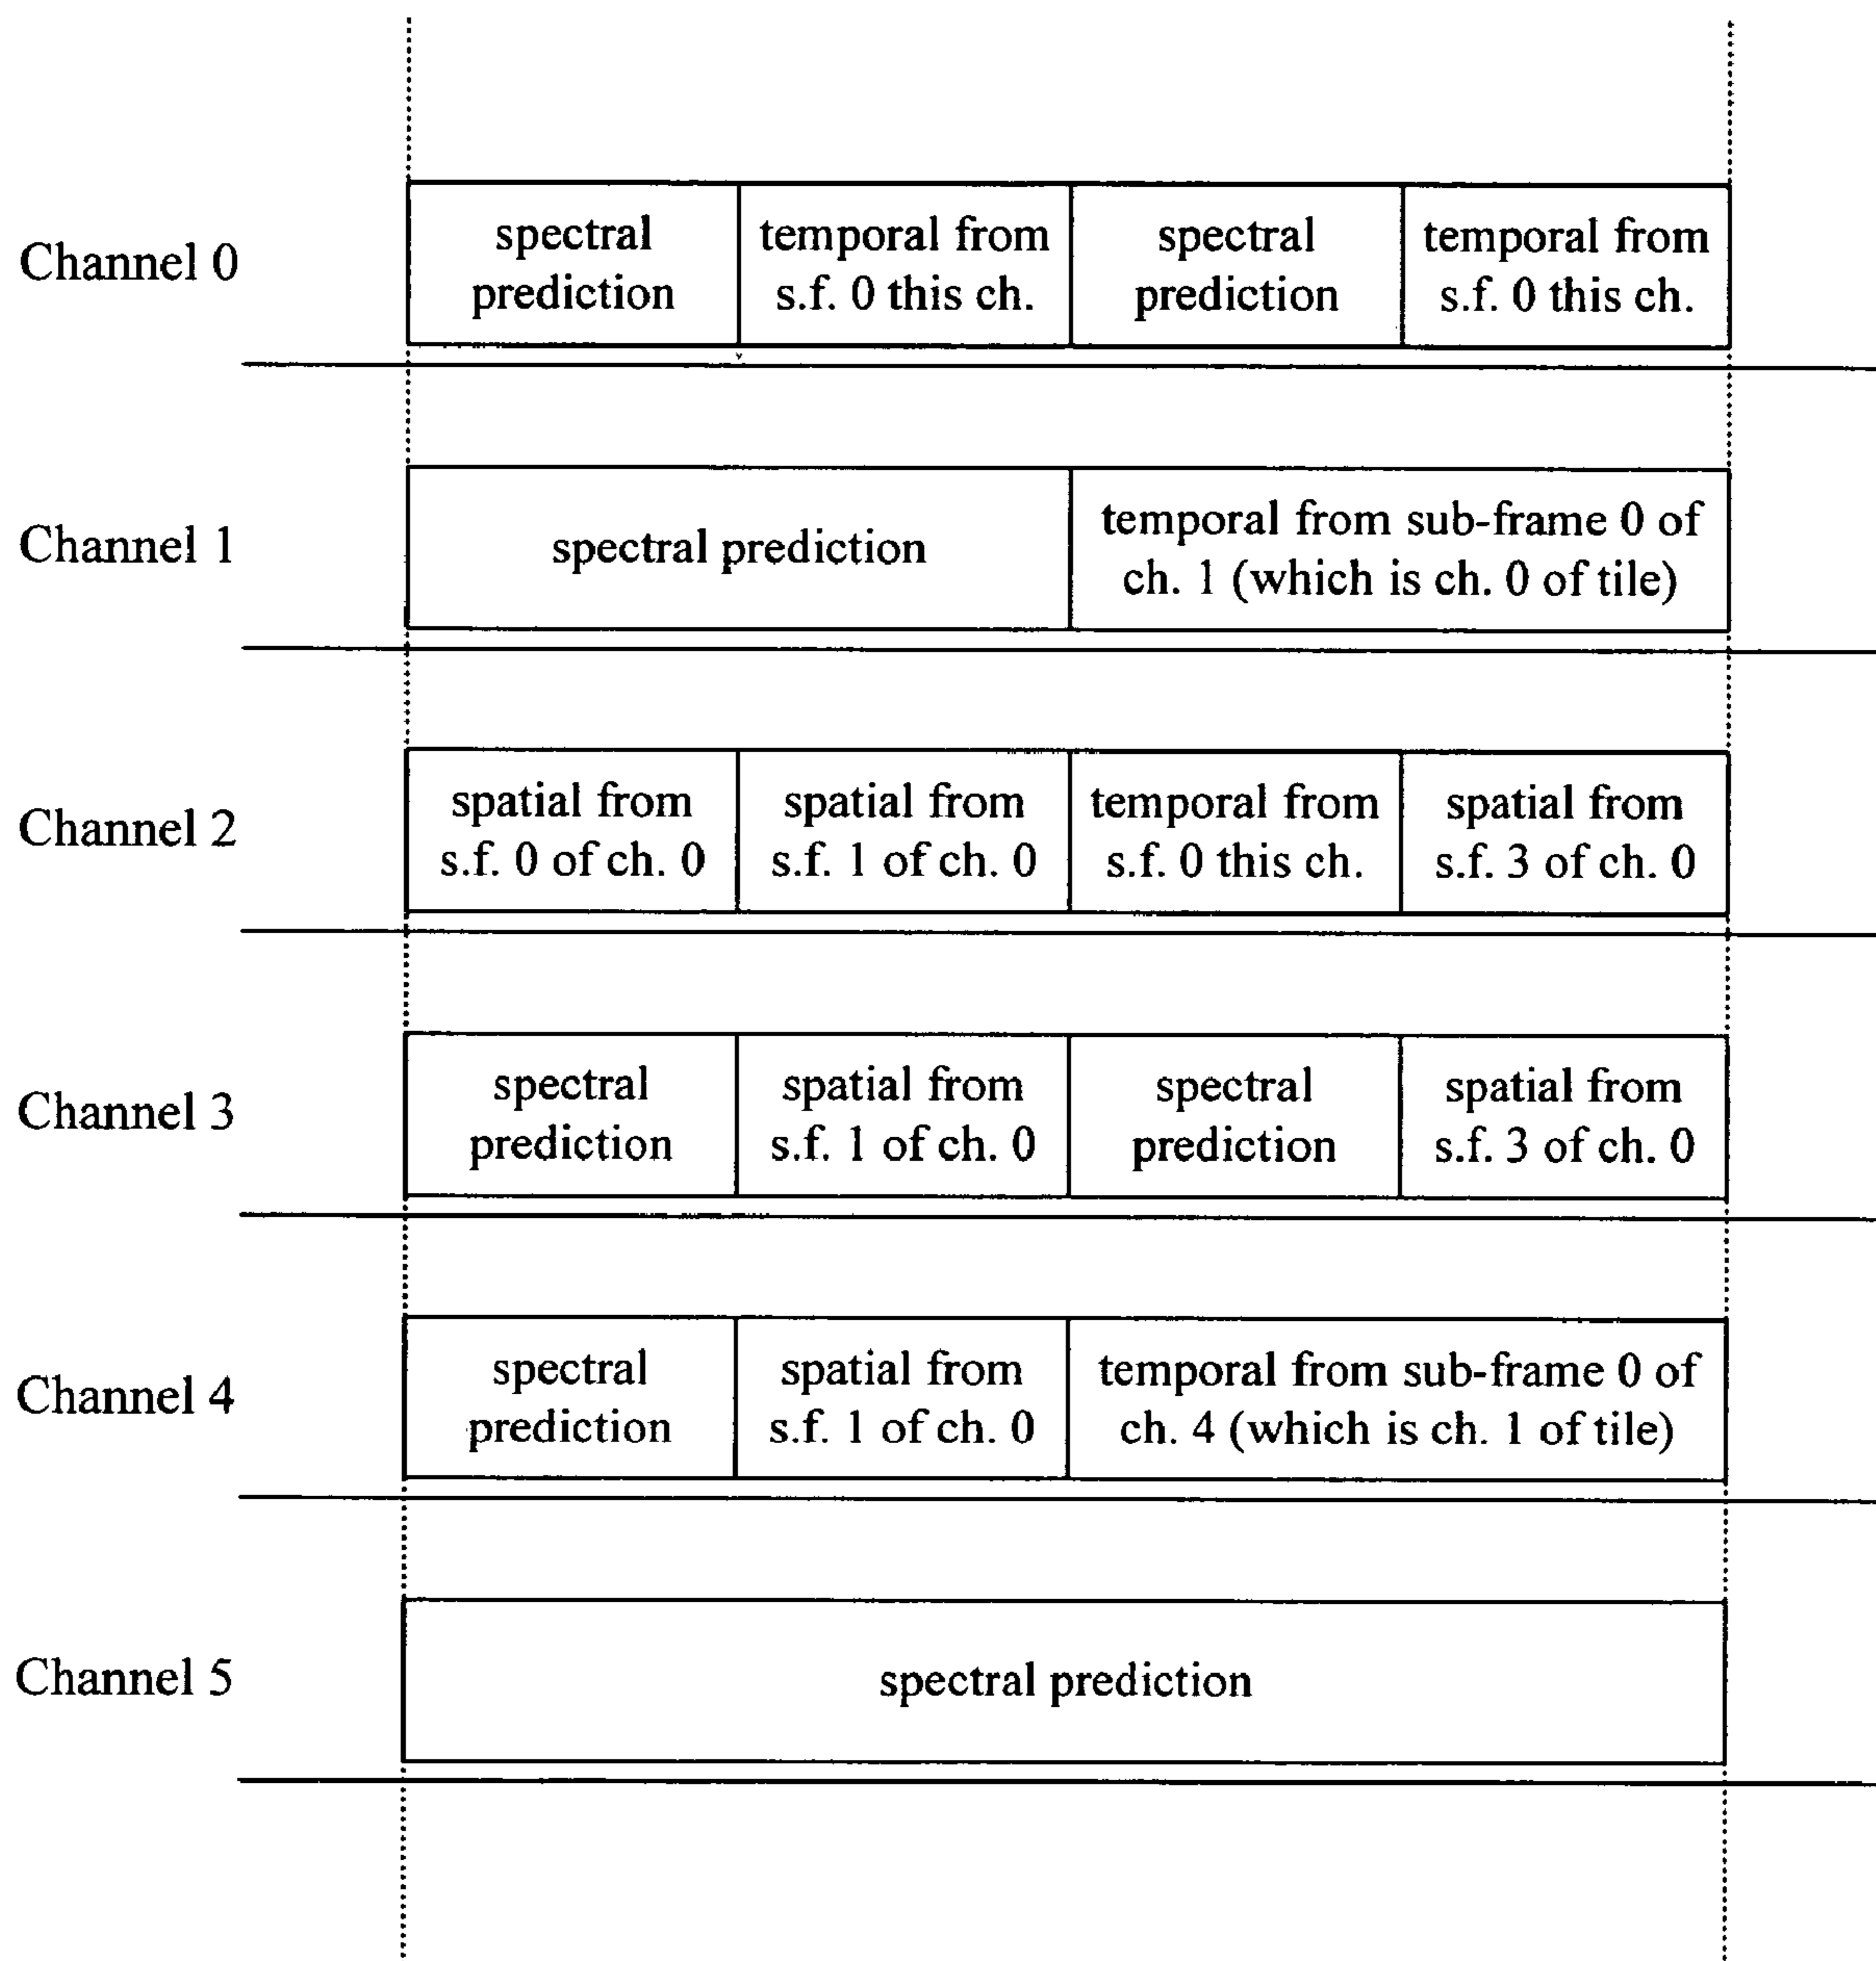 Channel 0
spectral
prediction
temporal from
s.f. 0 this ch.
spectral
prediction
temporal from
s.f. 0 this ch.
Channel 1
spectral prediction
temporal from sub-frame 0 of
ch. 1 (which is ch. 0 of tile)
Channel 2
spatial from
s.f. 0 of ch. 0
spatial from
s.f. 1 of ch. 0
temporal from
s.f. 0 this ch.
spatial from
s.f. 3 of ch. 0
Channel 3
spectral
prediction
spatial from
s.f. 1 of ch. 0
spectral
prediction
spatial from
s.f. 3 of ch. 0
Channel 4
spectral
prediction
spatial from
s.f. 1 of ch. 0
temporal from sub-frame 0 of
ch. 4 (which is ch. 1 of tile)
Channel 5
spectral prediction